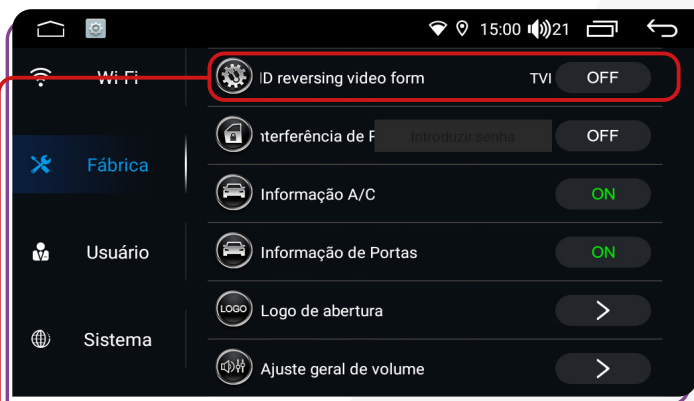 15:00 21
Wi-Fi
Fábrica
Usuário
Sistema
D reversing video form TVI OFF
nterferência de Introduzir senha OFF
Informação A/C ON
Informação de Portas ON
LOGO Logo de abertura
Ajuste geral de volume